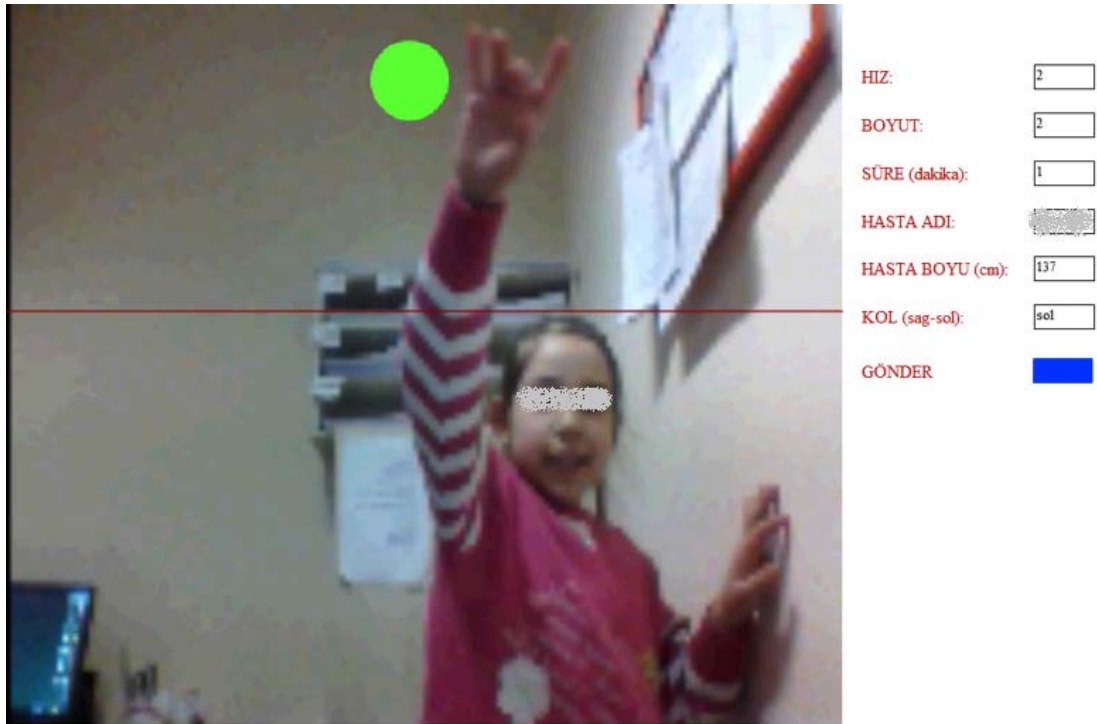 HIZ: 2
BOYUT: 2
SÜRE (dakika): 1
HASTA ADI:
HASTA BOYU (cm): 137
KOL (sag-sol): sol
GÖNDER